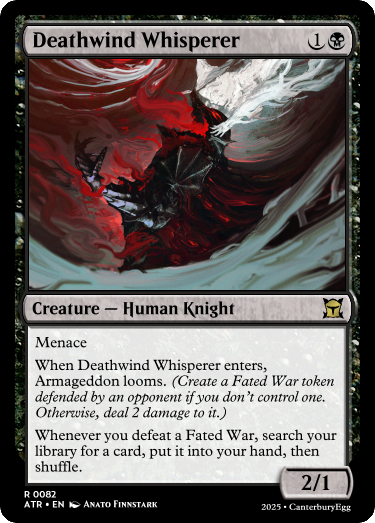 Deathwind Whisperer 1
Creature — Human Knight
Menace
When Deathwind Whisperer enters,
Armageddon looms. (Create a Fated War token
defended by an opponent if you don't control one.
Otherwise, deal 2 damage to it.)
Whenever you defeat a Fated War, search your
library for a card, put it into your hand, then
shuffle.
2/1
R 0082
ATR • EN Anato Finnstark
2025 • CanterburyEgg